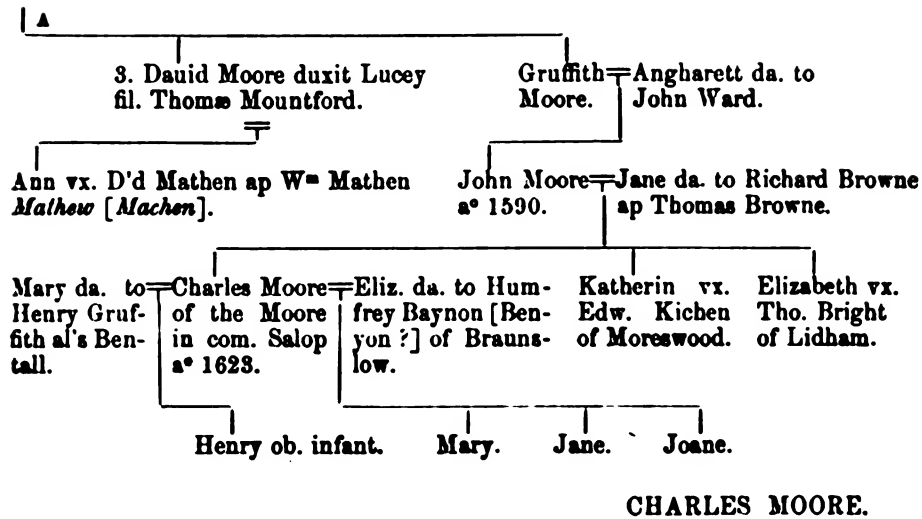 A
3. Dauid Moore duxit Lucey
fil. Thomæ Mountford.
Gruffith Angharett da. to
Moore. John Ward.
Ann vx. D'd Mathen ap Wm Mathen
Mathew [Machen].
John Moore Jane da. to Richard Browne
a° 1590. ap Thomas Browne.
Mary da. to
Henry Gruf-
fith al's Ben-
tall.
Charles Moore
of the Moore
in com. Salop
a° 1623.
Eliz. da. to Hum-
frey Baynon [Ben-
yon ?] of Brauns-
low.
Katherin vx.
Edw. Kichen
of Moreswood.
Elizabeth vx.
Tho. Bright
of Lidham.
Henry ob. infant. Mary. Jane. Joane.
CHARLES MOORE.